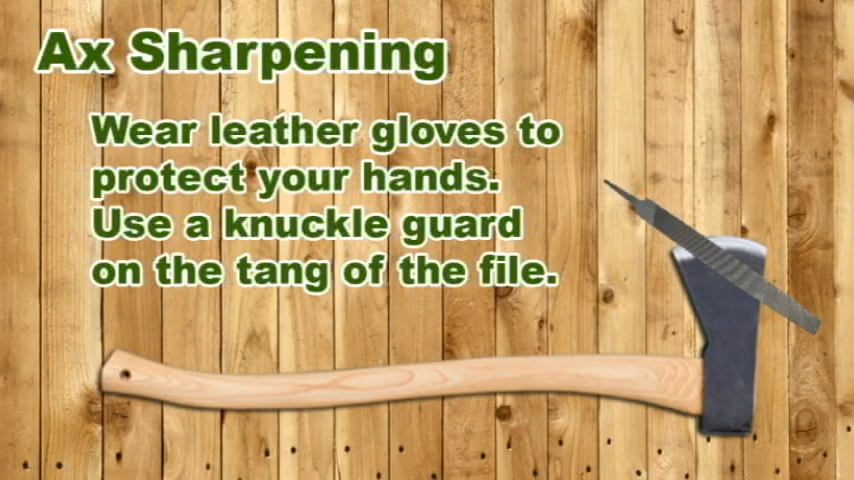 Ax Sharpening
Wear leather gloves to
protect your hands.
Use a knuckle guard
on the tang of the file.